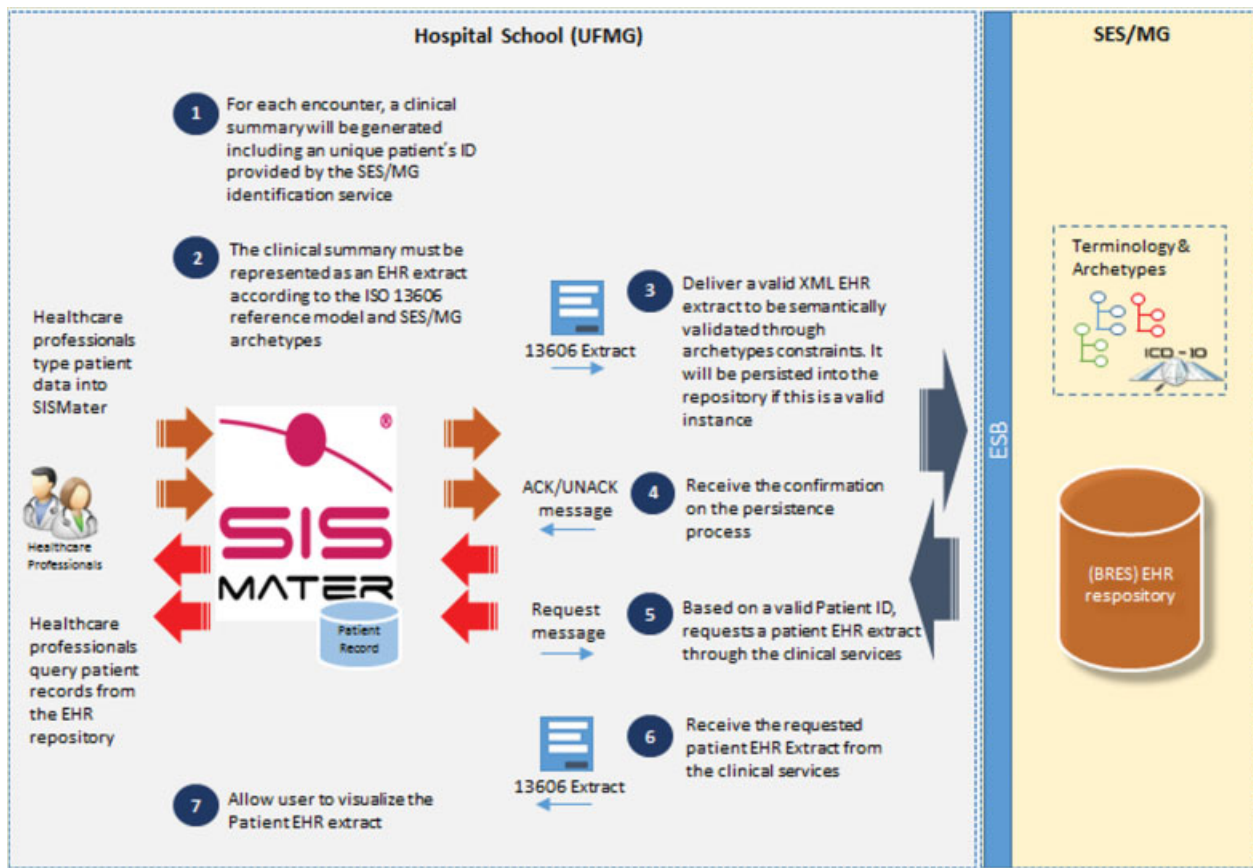 Hospital School (UFMG)
SES/MG
1
For each encounter, a clinical
summary will be generated
including an unique patient´s ID
provided by the SES/MG
identification service
2
The clinical summary must be
represented as an EHR extract
according to the ISO 13606
reference model and SES/MG
archetypes
Healthcare
professionals
type patient
data into
SISMater
13606 Extract
3
Deliver a valid XML EHR
extract to be semantically
validated through
archetypes constraints. It
will be persisted into the
repository if this is a valid
instance
Terminology &
Archetypes
ICD-10
ESB
®
SIS
MATER
Patient
Record
Healthcare
Professionals
ACK/UNACK
message
4
Receive the confirmation
on the persistence
process
(BRES) EHR
respository
Healthcare
professionals
query patient
records from
the EHR
repository
Request
message
5
Based on a valid Patient ID,
requests a patient EHR extract
through the clinical services
13606 Extract
6
Receive the requested
patient EHR Extract from
the clinical services
7
Allow user to visualize the
Patient EHR extract